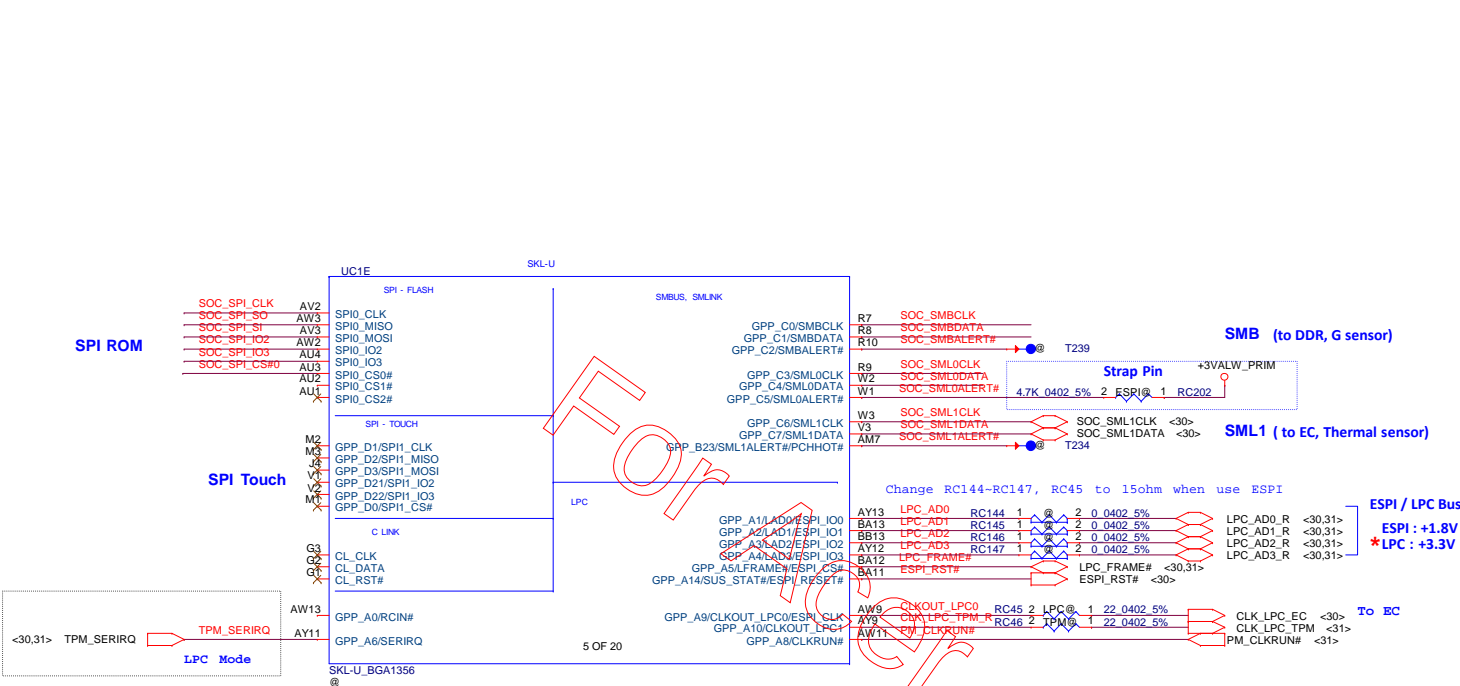 UC1E
SKL-U
SPI - FLASH
SMBUS, SMLINK
SPI ROM
SOC_SPI_CLK AV2 SPI0_CLK
SOC_SPI_SO AW3 SPI0_MISO
SOC_SPI_SI AV3 SPI0_MOSI
SOC_SPI_IO2 AW2 SPI0_IO2
SOC_SPI_IO3 AU4 SPI0_IO3
SOC_SPI_CS#0 AU3 SPI0_CS0#
AU2 SPI0_CS1#
AU1 SPI0_CS2#
GPP_C0/SMBCLK R7 SOC_SMBCLK
GPP_C1/SMBDATA R8 SOC_SMBDATA
GPP_C2/SMBALERT# R10 SOC_SMBALERT# @ T239
SMB (to DDR, G sensor)
GPP_C3/SML0CLK R9 SOC_SML0CLK
GPP_C4/SML0DATA W2 SOC_SML0DATA
GPP_C5/SML0ALERT# W1 SOC_SML0ALERT# 4.7K_0402_5% 2 ESPI@ 1 RC202
Strap Pin
+3VALW_PRIM
GPP_C6/SML1CLK W3 SOC_SML1CLK SOC_SML1CLK <30>
GPP_C7/SML1DATA V3 SOC_SML1DATA SOC_SML1DATA <30>
GPP_B23/SML1ALERT#/PCHHOT# AM7 SOC_SML1ALERT# @ T234
SML1 ( to EC, Thermal sensor)
SPI - TOUCH
SPI Touch
M2 GPP_D1/SPI1_CLK
M3 GPP_D2/SPI1_MISO
J4 GPP_D3/SPI1_MOSI
V1 GPP_D21/SPI1_IO2
V2 GPP_D22/SPI1_IO3
M1 GPP_D0/SPI1_CS#
C LINK
G3 CL_CLK
G2 CL_DATA
G1 CL_RST#
LPC
Change RC144~RC147, RC45 to 15ohm when use ESPI
GPP_A1/LAD0/ESPI_IO0 AY13 LPC_AD0 RC144 1 @ 2 0_0402_5% LPC_AD0_R <30,31>
GPP_A2/LAD1/ESPI_IO1 BA13 LPC_AD1 RC145 1 @ 2 0_0402_5% LPC_AD1_R <30,31>
GPP_A3/LAD2/ESPI_IO2 BB13 LPC_AD2 RC146 1 @ 2 0_0402_5% LPC_AD2_R <30,31>
GPP_A4/LAD3/ESPI_IO3 AY12 LPC_AD3 RC147 1 @ 2 0_0402_5% LPC_AD3_R <30,31>
GPP_A5/LFRAME#/ESPI_CS# BA12 LPC_FRAME# LPC_FRAME# <30,31>
GPP_A14/SUS_STAT#/ESPI_RESET# BA11 ESPI_RST# ESPI_RST# <30>
ESPI / LPC Bus
ESPI : +1.8V
*LPC : +3.3V
AW13 GPP_A0/RCIN#
<30,31> TPM_SERIRQ TPM_SERIRQ AY11 GPP_A6/SERIRQ
LPC Mode
GPP_A9/CLKOUT_LPC0/ESPI_CLK AW9 CLKOUT_LPC0 RC45 2 LPC@ 1 22_0402_5% CLK_LPC_EC <30>
GPP_A10/CLKOUT_LPC1 AY9 CLK_LPC_TPM_R RC46 2 TPM@ 1 22_0402_5% CLK_LPC_TPM <31>
GPP_A8/CLKRUN# AW11 PM_CLKRUN# PM_CLKRUN# <31>
To EC
5 OF 20
SKL-U_BGA1356
@
For Acer